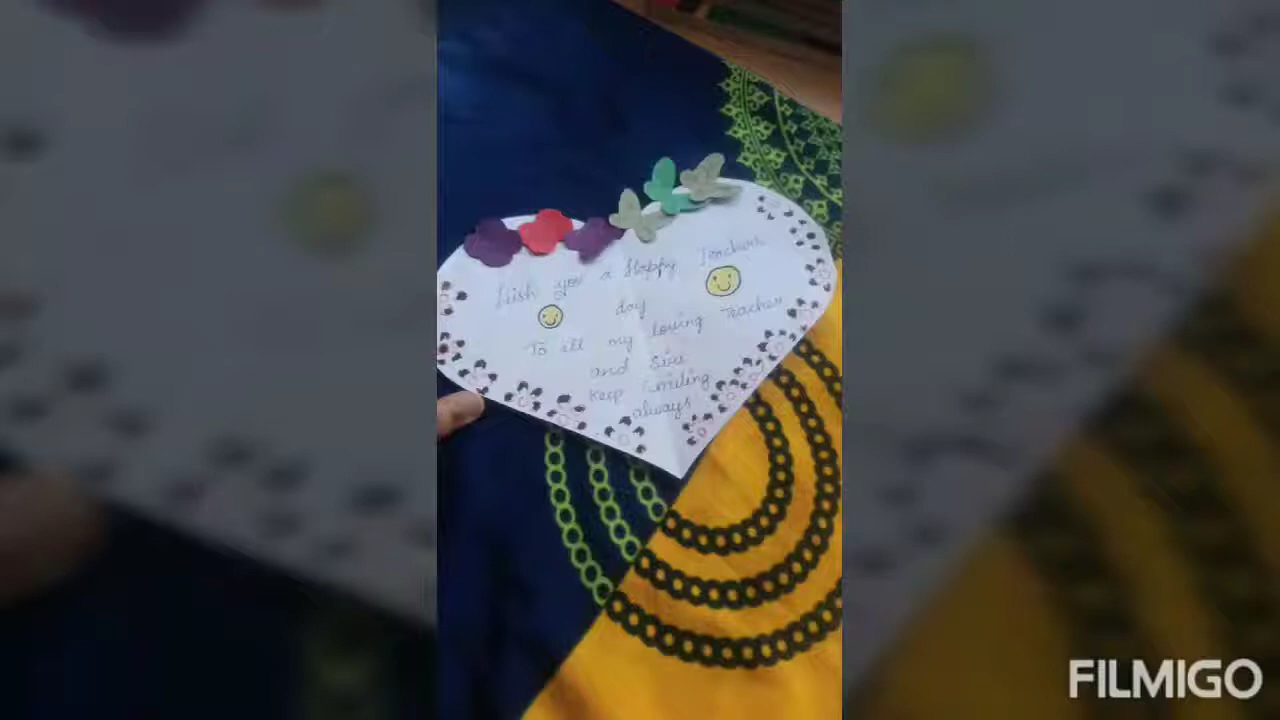 Wish you a Happy Teachers
day
To all my loving Teacher
and Sir
Keep Smiling
always
FILMIGO